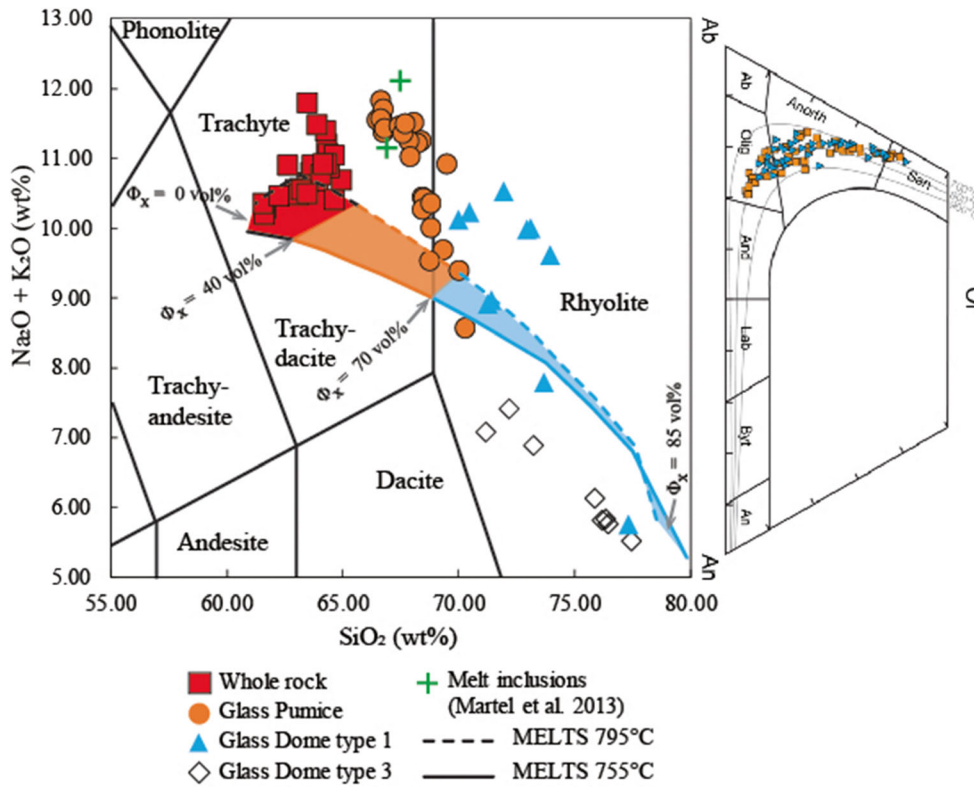 13.00
12.00
11.00
10.00
9.00
8.00
7.00
6.00
5.00
Na₂O + K₂O (wt%)
55.00
60.00
65.00
70.00
75.00
80.00
SiO₂ (wt%)
Phonolite
Trachyte
Trachy-
andesite
Trachy-
dacite
Andesite
Dacite
Rhyolite
Φx = 0 vol%
Φx = 40 vol%
Φx = 70 vol%
Φx = 85 vol%
Ab
An
Or
Ab
Olig
And
Lab
Byt
An
Anorth
San
Whole rock
Glass Pumice
Glass Dome type 1
Glass Dome type 3
Melt inclusions
(Martel et al. 2013)
MELTS 795°C
MELTS 755°C